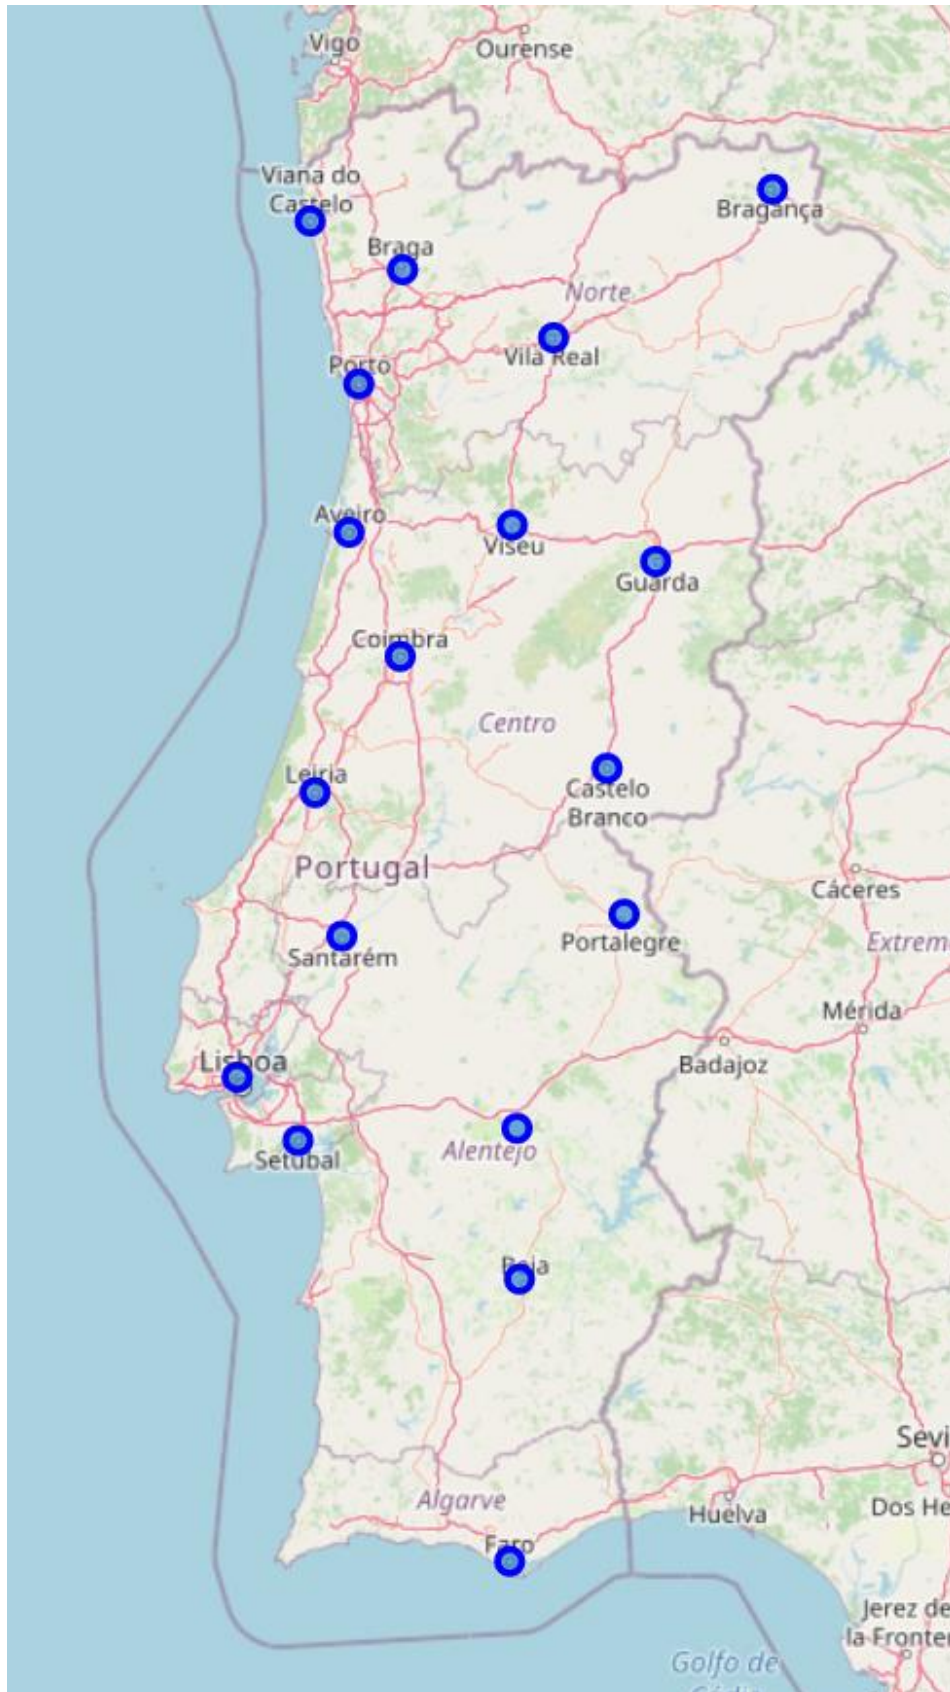 Vigo
Ourense
Viana do
Castelo
Bragança
Braga
Norte
Vila Real
Porto
Aveiro
Viseu
Guarda
Coimbra
Centro
Leiria
Castelo
Branco
Portugal
Cáceres
Portalegre
Extrem
Santarém
Mérida
Lisboa
Badajoz
Setúbal
Alentejo
Beja
Sevi
Algarve
Huelva
Dos He
Faro
Jerez de
la Fronter
Golfo de